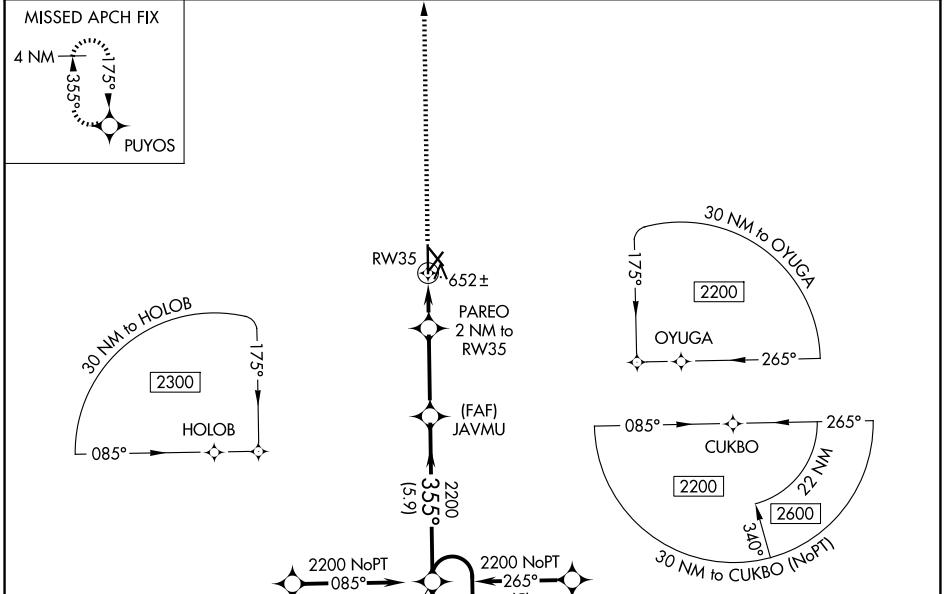 MISSED APCH FIX
4 NM
175°
355°
PUYOS
RW35
652±
PAREO
2 NM to
RW35
(FAF)
JAVMU
2200
355°
(5.9)
2200 NoPT
085°
2200 NoPT
265°
30 NM to HOLOB
175°
2300
HOLOB
085°
30 NM to OYUGA
175°
2200
OYUGA
265°
085°
265°
CUKBO
22 NM
2200
2600
340°
30 NM to CUKBO (NoPT)